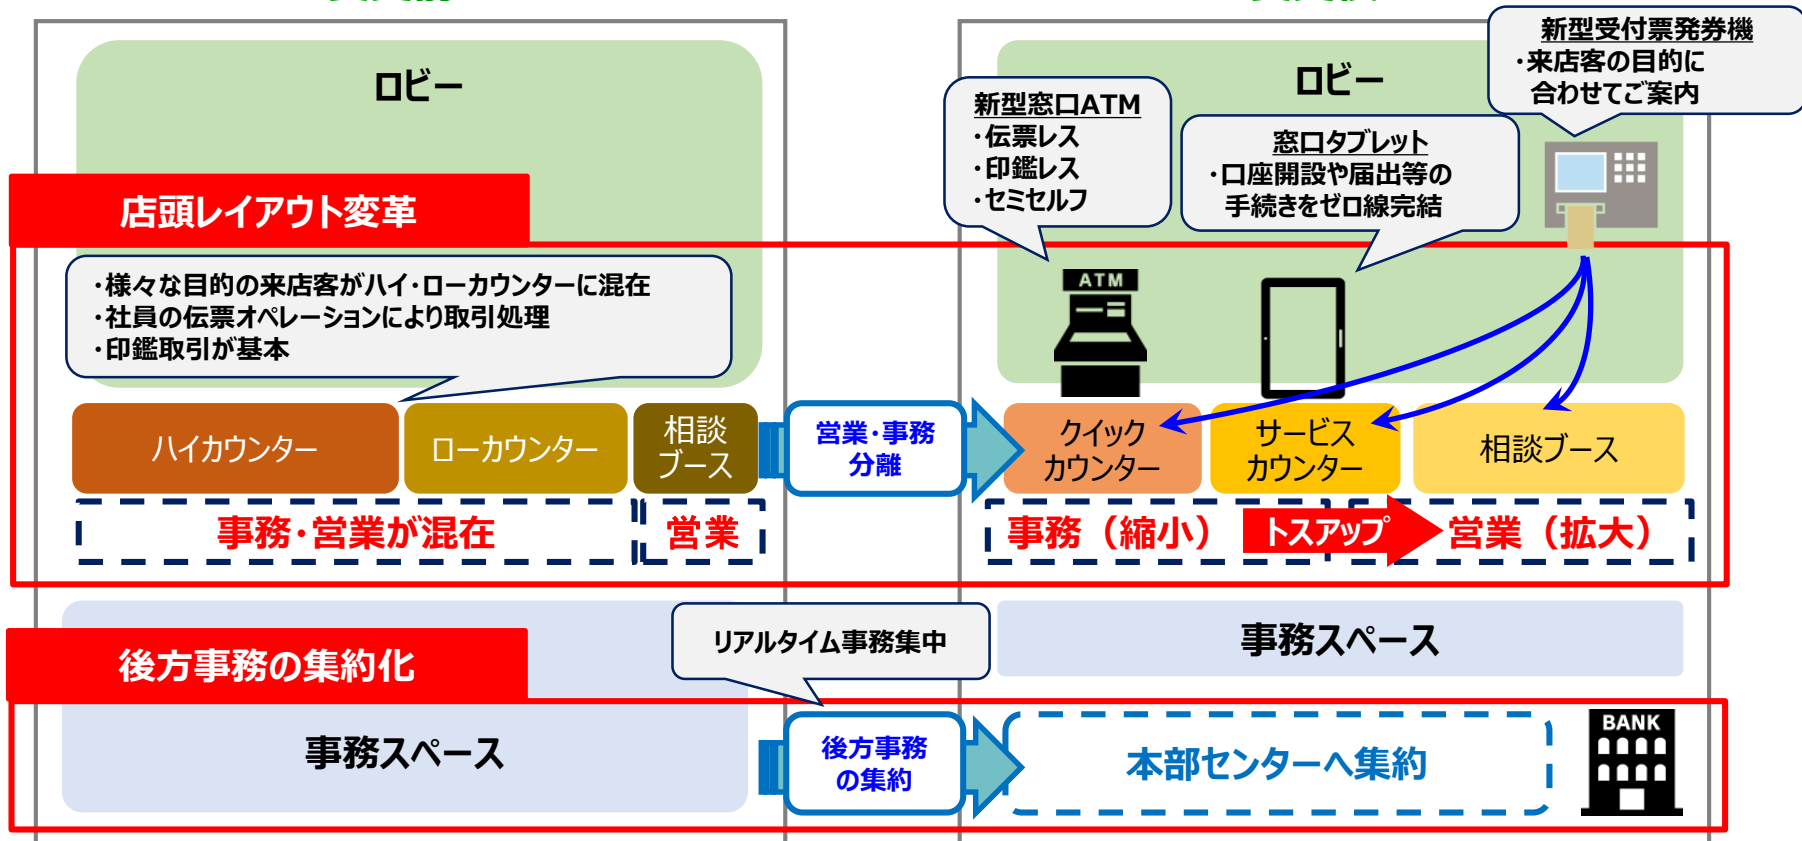 ロビー
店頭レイアウト変革
・様々な目的の来店客がハイ・ローカウンターに混在
・社員の伝票オペレーションにより取引処理
・印鑑取引が基本
ハイカウンター
ローカウンター
相談
ブース
事務・営業が混在
営業
営業・事務
分離
ロビー
新型窓口ATM
・伝票レス
・印鑑レス
・セミセルフ
窓口タブレット
・口座開設や届出等の
手続きをゼロ線完結
新型受付票発券機
・来店客の目的に
合わせてご案内
ATM
クイック
カウンター
サービス
カウンター
相談ブース
事務（縮小）
トスアップ
営業（拡大）
後方事務の集約化
事務スペース
リアルタイム事務集中
後方事務
の集約
事務スペース
本部センターへ集約
BANK